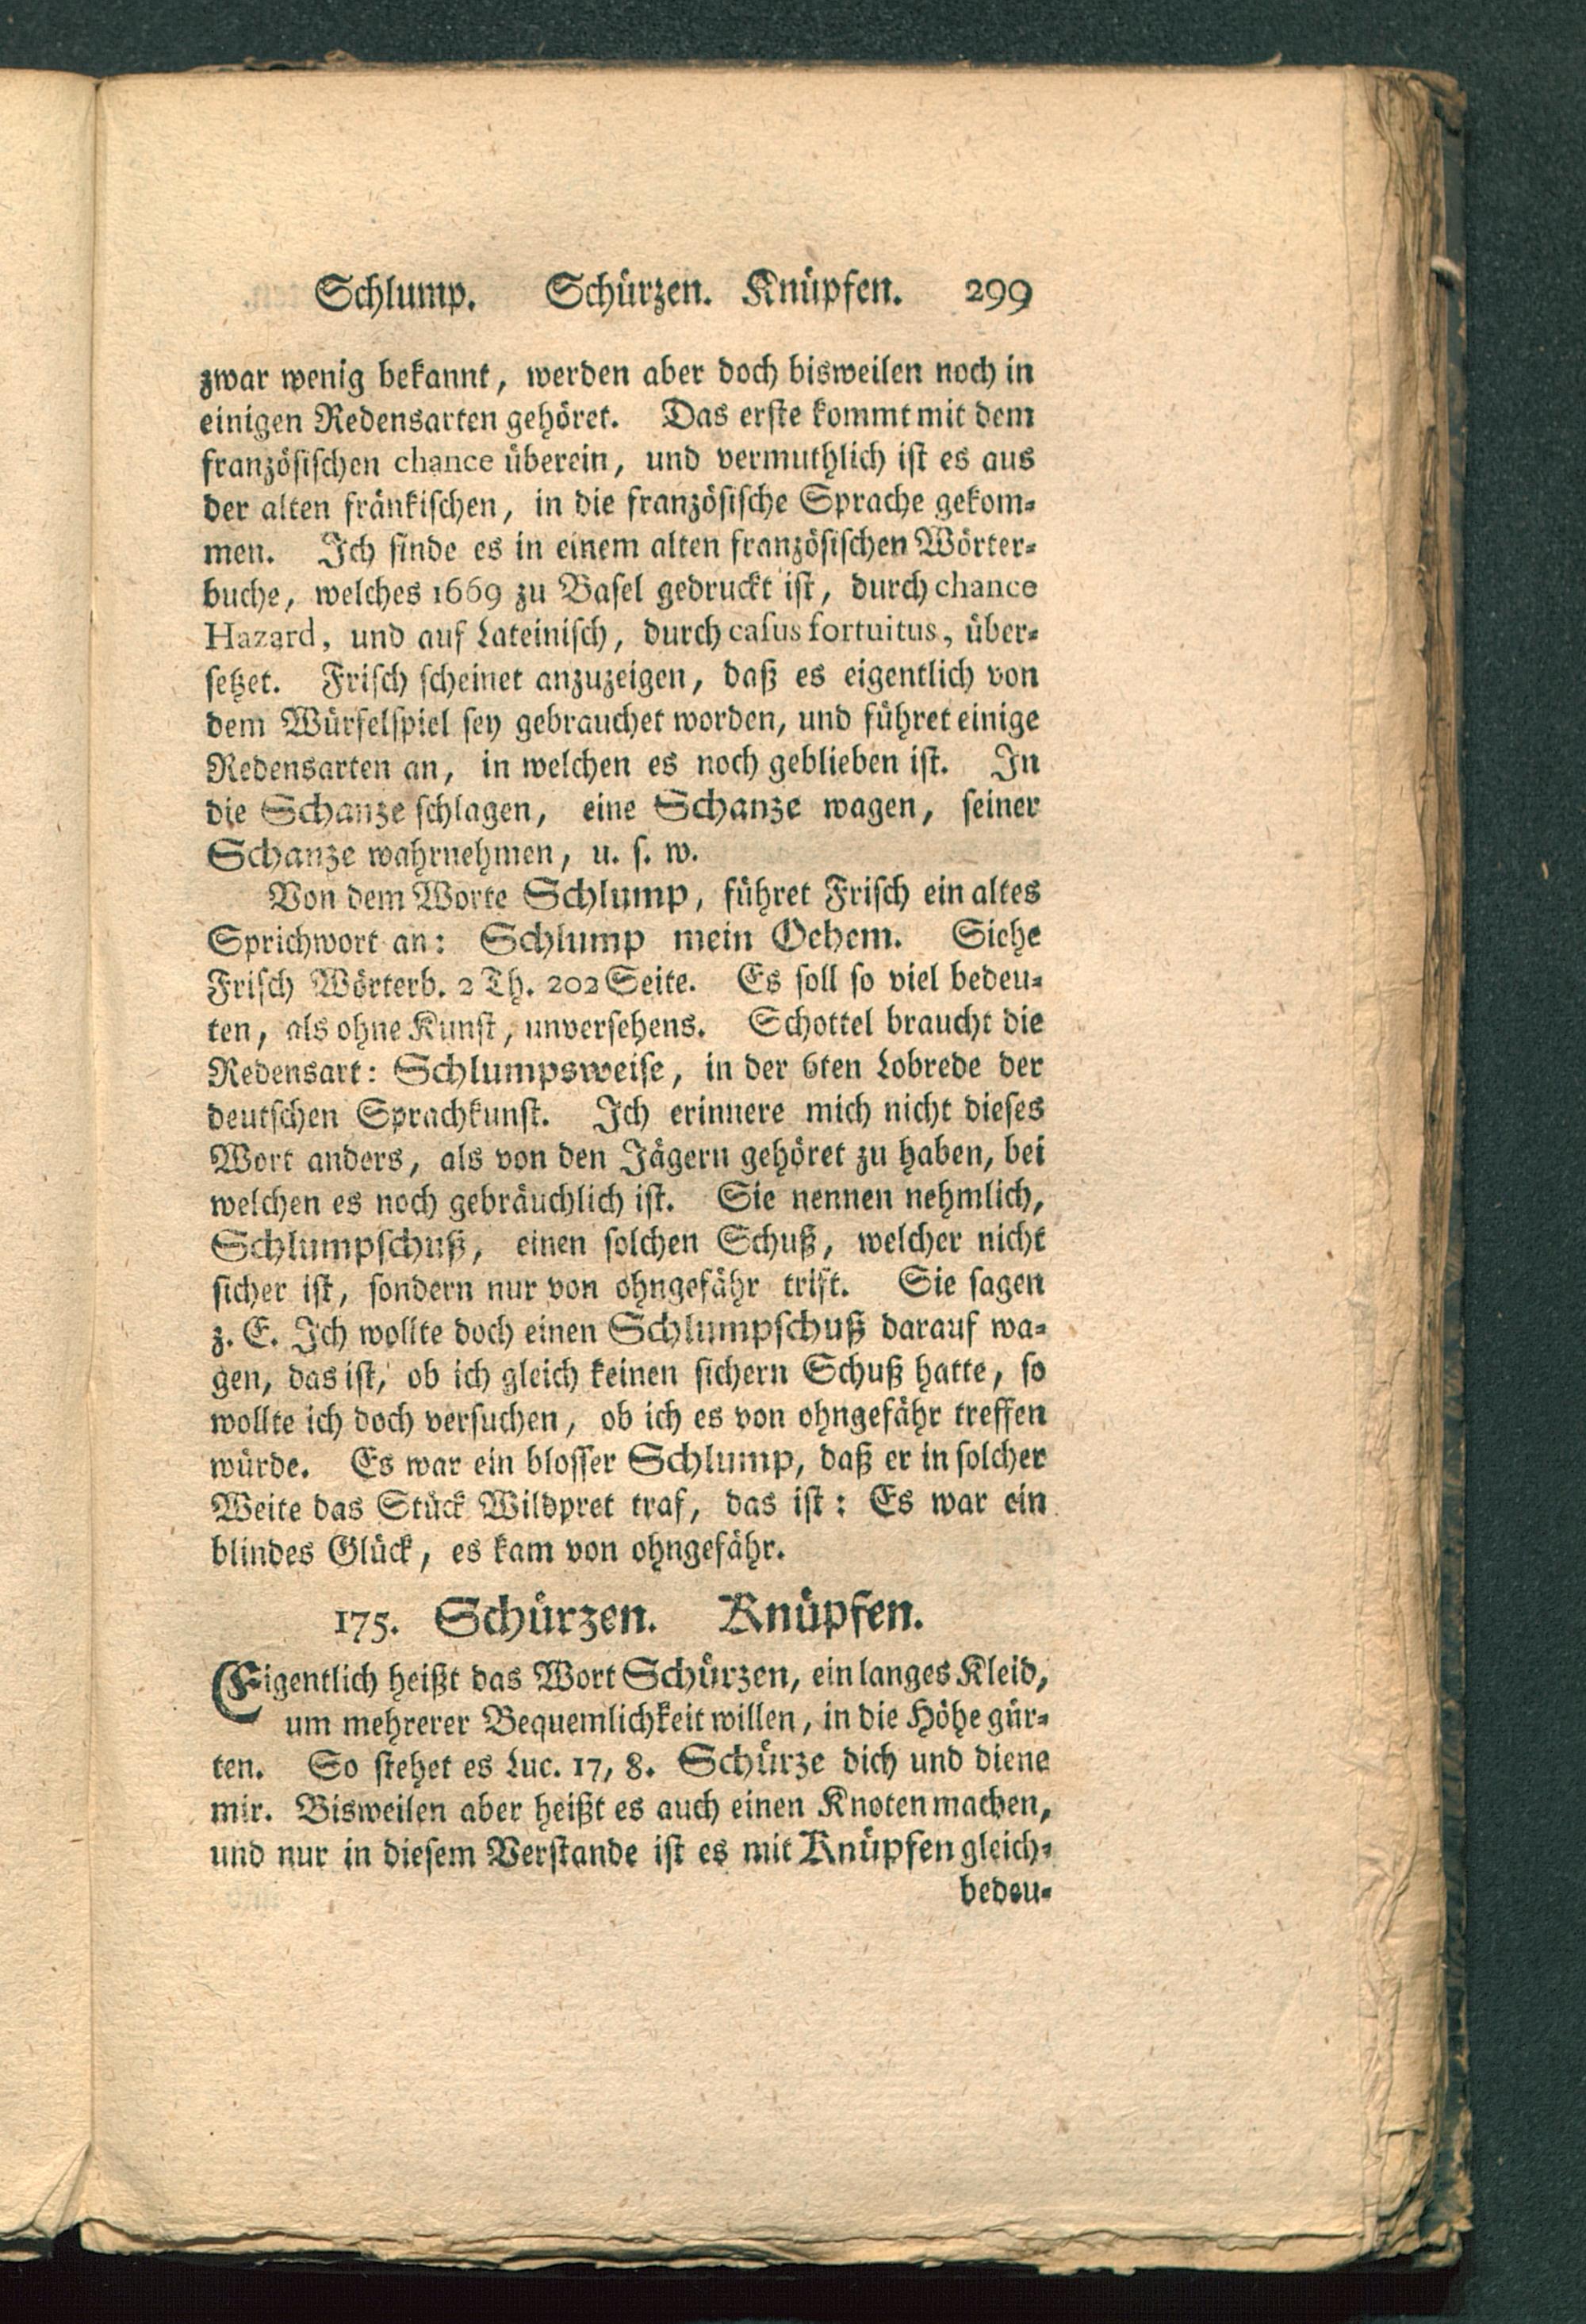 Schlump. Schürzen. Knüpfen. 299
zwar wenig bekannt, werden aber doch bisweilen noch in
einigen Redensarten gehöret. Das erste kommt mit dem
französischen chance überein, und vermuthlich ist es aus
der alten fränkischen, in die französische Sprache gekom-
men. Ich finde es in einem alten französischen Wörter-
buche, welches 1669 zu Basel gedruckt ist, durch chance
Hazard, und auf Lateinisch, durch casus fortuitus, über-
setzet. Frisch scheinet anzuzeigen, daß es eigentlich von
dem Würfelspiel sey gebrauchet worden, und führet einige
Redensarten an, in welchen es noch geblieben ist. In
die Schanze schlagen, eine Schanze wagen, seiner
Schanze wahrnehmen, u. s. w.
Von dem Worte Schlump, führet Frisch ein altes
Sprichwort an: Schlump mein Oehem. Siehe
Frisch Wörterb. 2 Th. 202 Seite. Es soll so viel bedeu-
ten, als ohne Kunst, unversehens. Schottel braucht die
Redensart: Schlumpsweise, in der 6ten Lobrede der
deutschen Sprachkunst. Ich erinnere mich nicht dieses
Wort anders, als von den Jägern gehöret zu haben, bei
welchen es noch gebräuchlich ist. Sie nennen nehmlich,
Schlumpschuß, einen solchen Schuß, welcher nicht
sicher ist, sondern nur von ohngefähr trift. Sie sagen
z. E. Ich wollte doch einen Schlumpschuß darauf wa-
gen, das ist, ob ich gleich keinen sichern Schuß hatte, so
wollte ich doch versuchen, ob ich es von ohngefähr treffen
würde. Es war ein blosser Schlump, daß er in solcher
Weite das Stück Wildpret traf, das ist: Es war ein
blindes Glück, es kam von ohngefähr.
175. Schürzen. Knüpfen.
Eigentlich heißt das Wort Schürzen, ein langes Kleid,
um mehrerer Bequemlichkeit willen, in die Höhe gür-
ten. So stehet es Luc. 17, 8. Schürze dich und diene
mir. Bisweilen aber heißt es auch einen Knoten machen,
und nur in diesem Verstande ist es mit Knüpfen gleich-
bedeu-